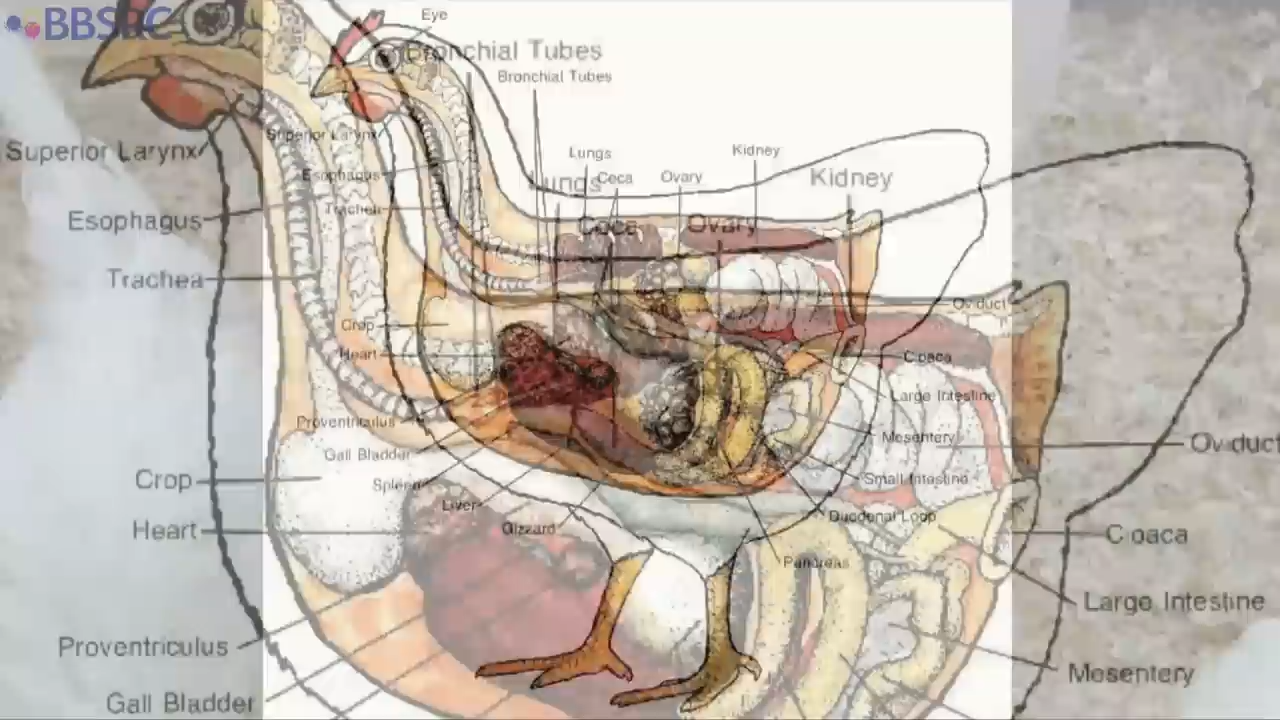 BBSRC
Eye
Bronchial Tubes
Bronchial Tubes
Superior Larynx
Superior Larynx
Lungs
Lungs
Ceca
Ceca
Ovary
Ovary
Kidney
Kidney
Esophagus
Esophagus
Trachea
Trachea
Crop
Heart
Proventriculus
Gall Bladder
Spleen
Liver
Gizzard
Oviduct
Cloaca
Large Intestine
Mesentery
Small Intestine
Duodenal Loop
Pancreas
Crop
Heart
Proventriculus
Gall Bladder
Oviduct
Cloaca
Large Intestine
Mesentery